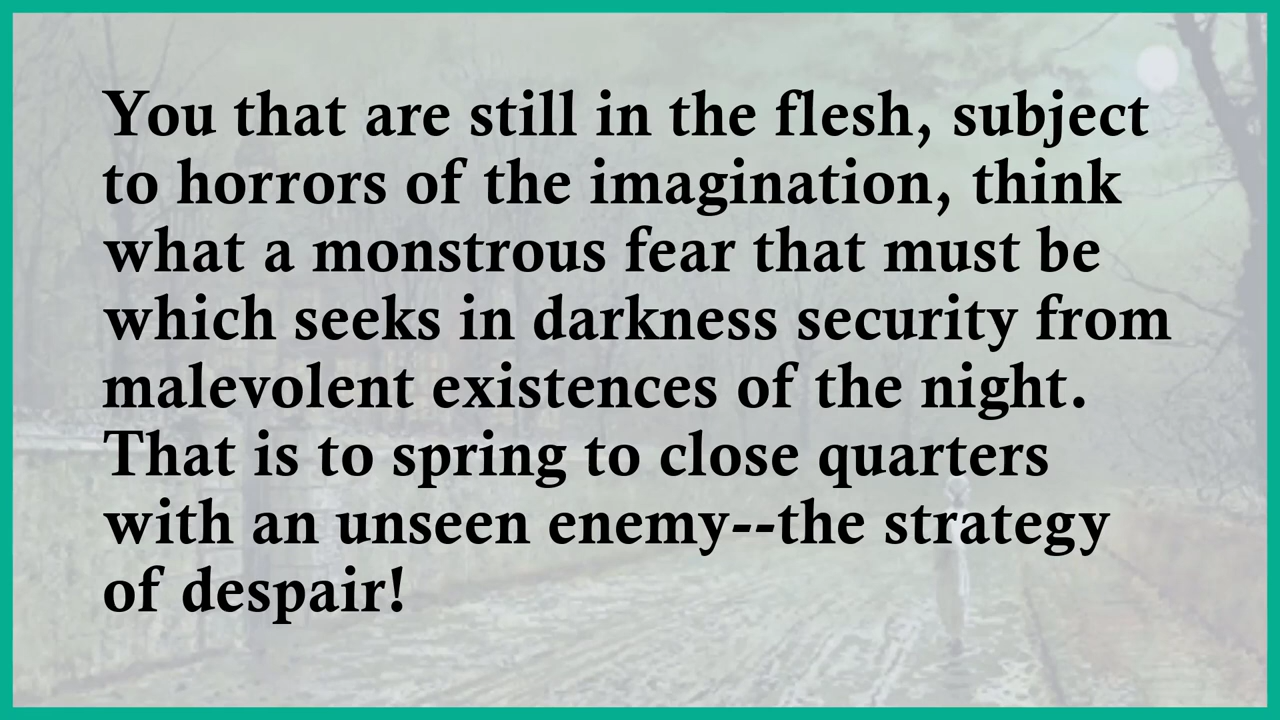 You that are still in the flesh, subject
to horrors of the imagination, think
what a monstrous fear that must be
which seeks in darkness security from
malevolent existences of the night.
That is to spring to close quarters
with an unseen enemy--the strategy
of despair!